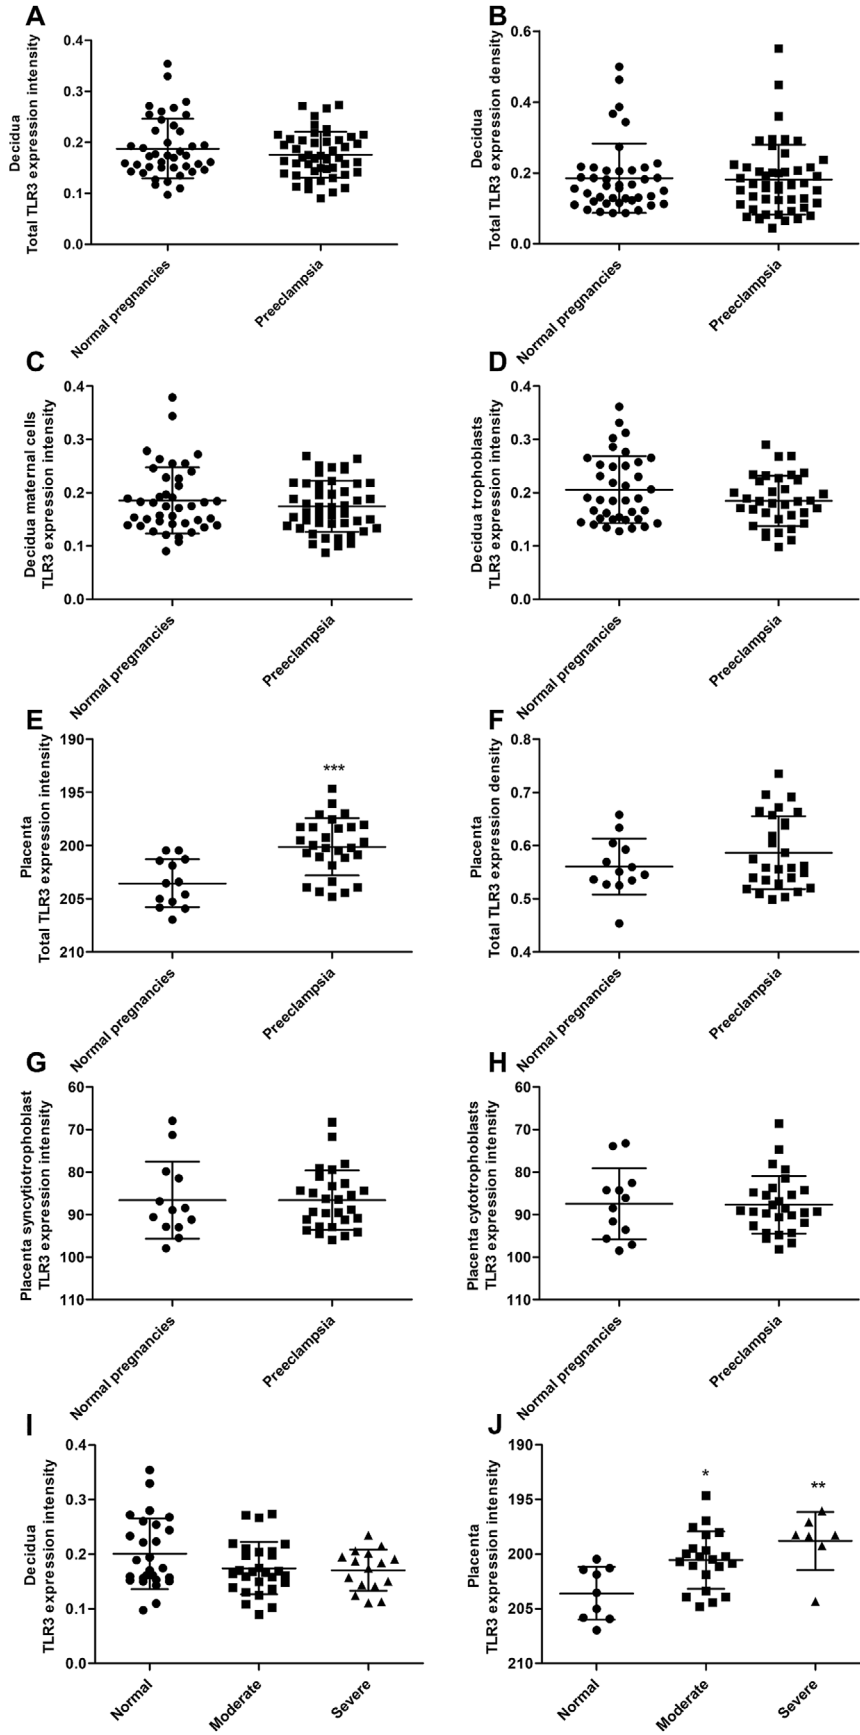 A
Decidua
Total TLR3 expression intensity
0.4
0.3
0.2
0.1
0.0
Normal pregnancies
Preeclampsia
B
Decidua
Total TLR3 expression density
0.6
0.4
0.2
0.0
Normal pregnancies
Preeclampsia
C
Decidua maternal cells
TLR3 expression intensity
0.4
0.3
0.2
0.1
0.0
Normal pregnancies
Preeclampsia
D
Decidua trophoblasts
TLR3 expression intensity
0.4
0.3
0.2
0.1
0.0
Normal pregnancies
Preeclampsia
E
Placenta
Total TLR3 expression intensity
190
195
200
205
210
***
Normal pregnancies
Preeclampsia
F
Placenta
Total TLR3 expression density
0.8
0.7
0.6
0.5
0.4
Normal pregnancies
Preeclampsia
G
Placenta syncytiotrophoblast
TLR3 expression intensity
60
70
80
90
100
110
Normal pregnancies
Preeclampsia
H
Placenta cytotrophoblasts
TLR3 expression intensity
60
70
80
90
100
110
Normal pregnancies
Preeclampsia
I
Decidua
TLR3 expression intensity
0.4
0.3
0.2
0.1
0.0
Normal
Moderate
Severe
J
Placenta
TLR3 expression intensity
190
195
200
205
210
*
**
Normal
Moderate
Severe